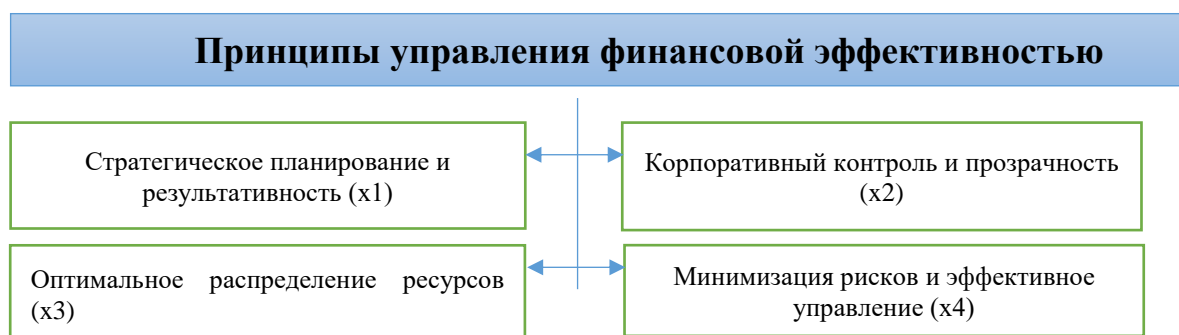 Принципы управления финансовой эффективностью
Стратегическое планирование и
результативность (x1)
Корпоративный контроль и прозрачность
(x2)
Оптимальное распределение ресурсов
(x3)
Минимизация рисков и эффективное
управление (x4)